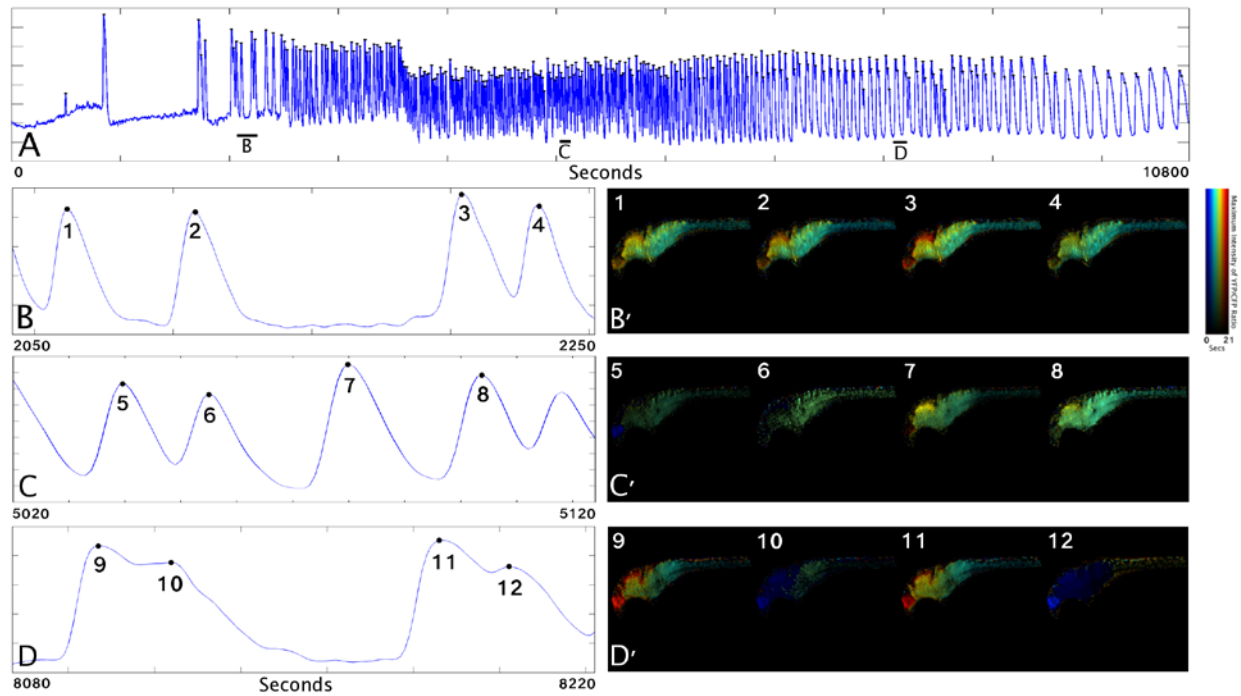 A
B
C
D
0
Seconds
10800
1
2
3
4
B
2050
2250
1
2
3
4
B'
Maximum Intensity of YFP/CFP Ratio
0
21
Secs
5
6
7
8
C
5020
5120
5
6
7
8
C'
9
10
11
12
D
8080
Seconds
8220
9
10
11
12
D'